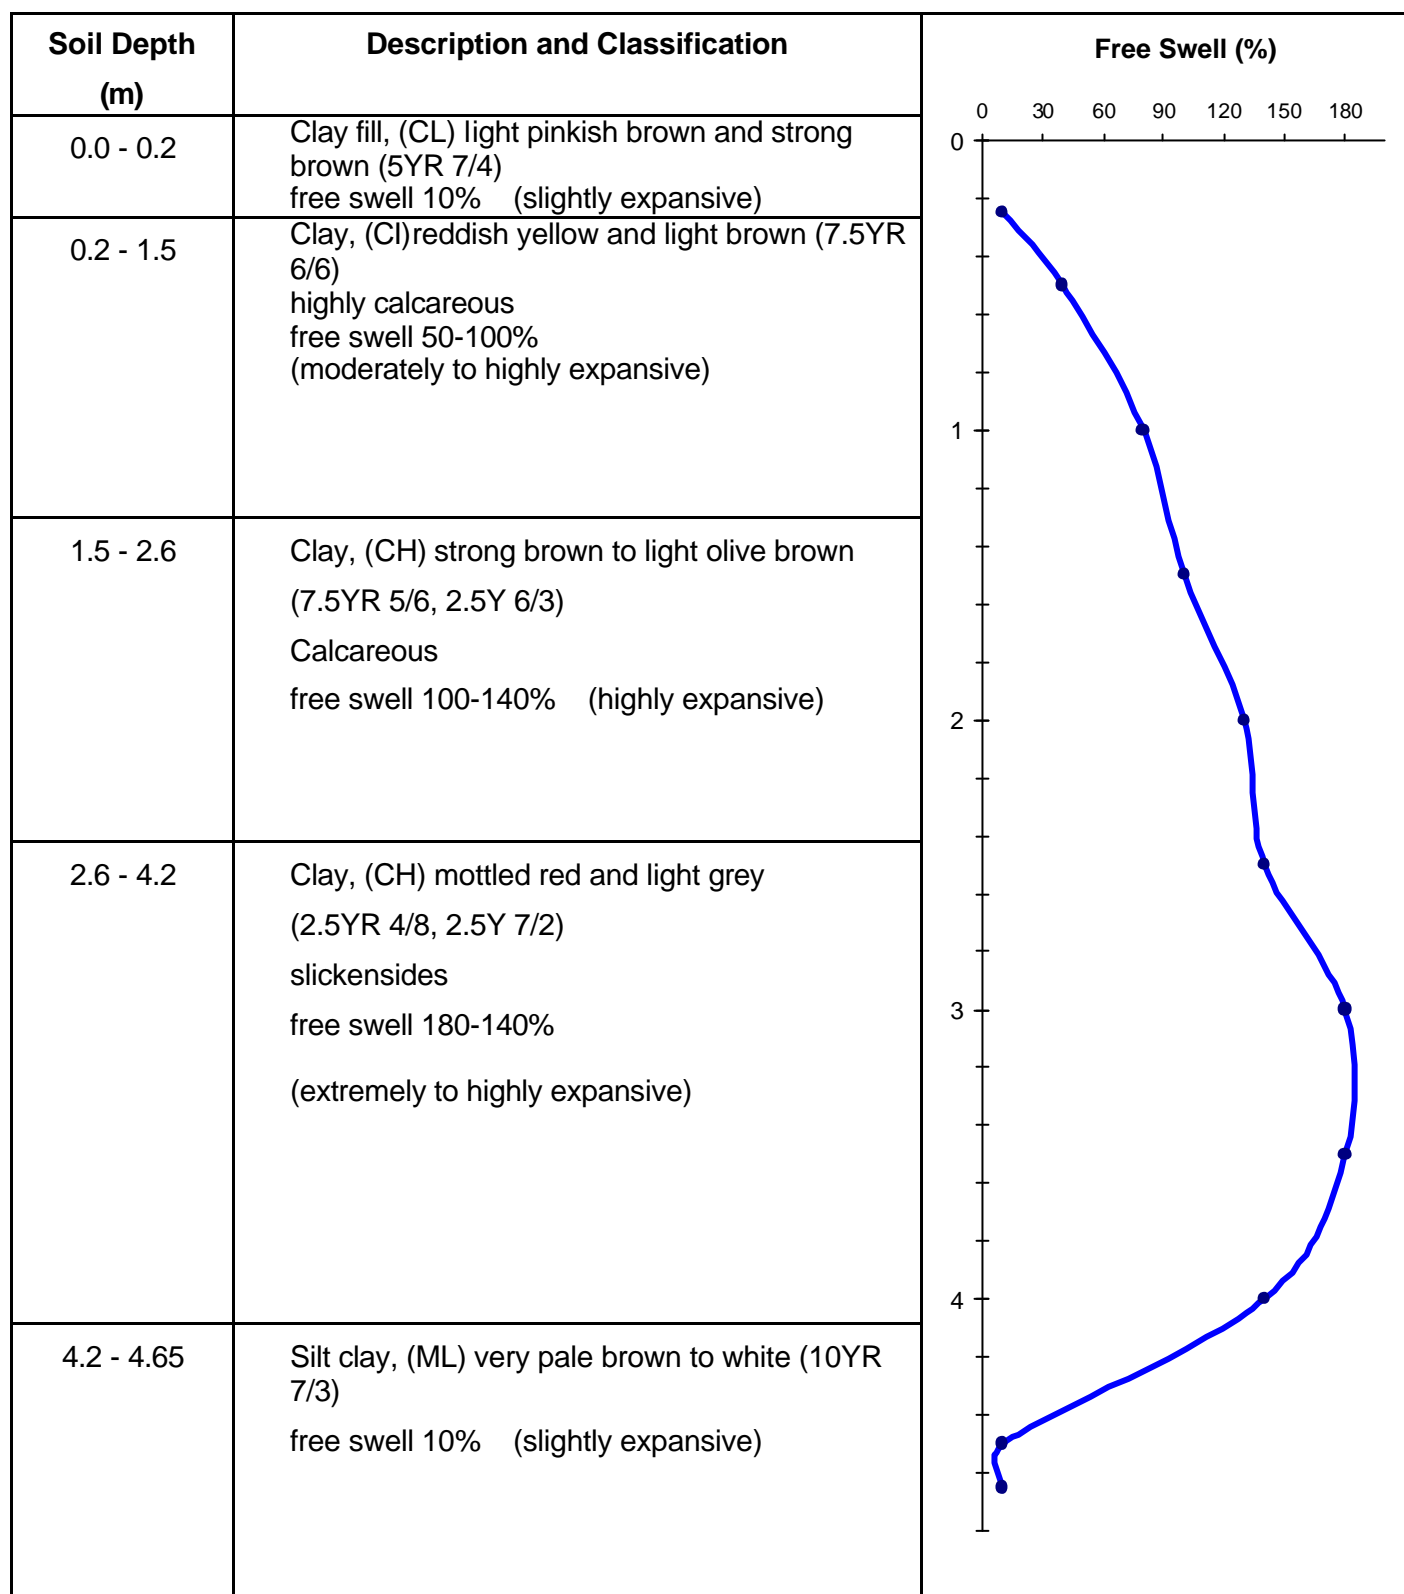 Soil Depth
(m)
Description and Classification
Free Swell (%)
0.0 - 0.2
Clay fill, (CL) light pinkish brown and strong
brown (5YR 7/4)
free swell 10% (slightly expansive)
0.2 - 1.5
Clay, (CI)reddish yellow and light brown (7.5YR
6/6)
highly calcareous
free swell 50-100%
(moderately to highly expansive)
1.5 - 2.6
Clay, (CH) strong brown to light olive brown
(7.5YR 5/6, 2.5Y 6/3)
Calcareous
free swell 100-140% (highly expansive)
2.6 - 4.2
Clay, (CH) mottled red and light grey
(2.5YR 4/8, 2.5Y 7/2)
slickensides
free swell 180-140%
(extremely to highly expansive)
4.2 - 4.65
Silt clay, (ML) very pale brown to white (10YR
7/3)
free swell 10% (slightly expansive)
0 30 60 90 120 150 180
0
1
2
3
4